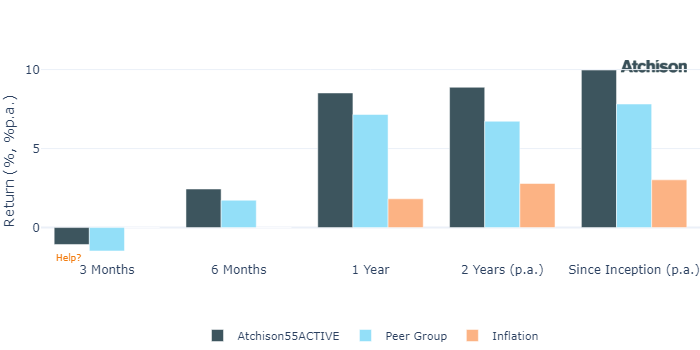 Atchison
Return (%, %p.a.)
10
5
0
Help?
3 Months
6 Months
1 Year
2 Years (p.a.)
Since Inception (p.a.)
Atchison55ACTIVE
Peer Group
Inflation